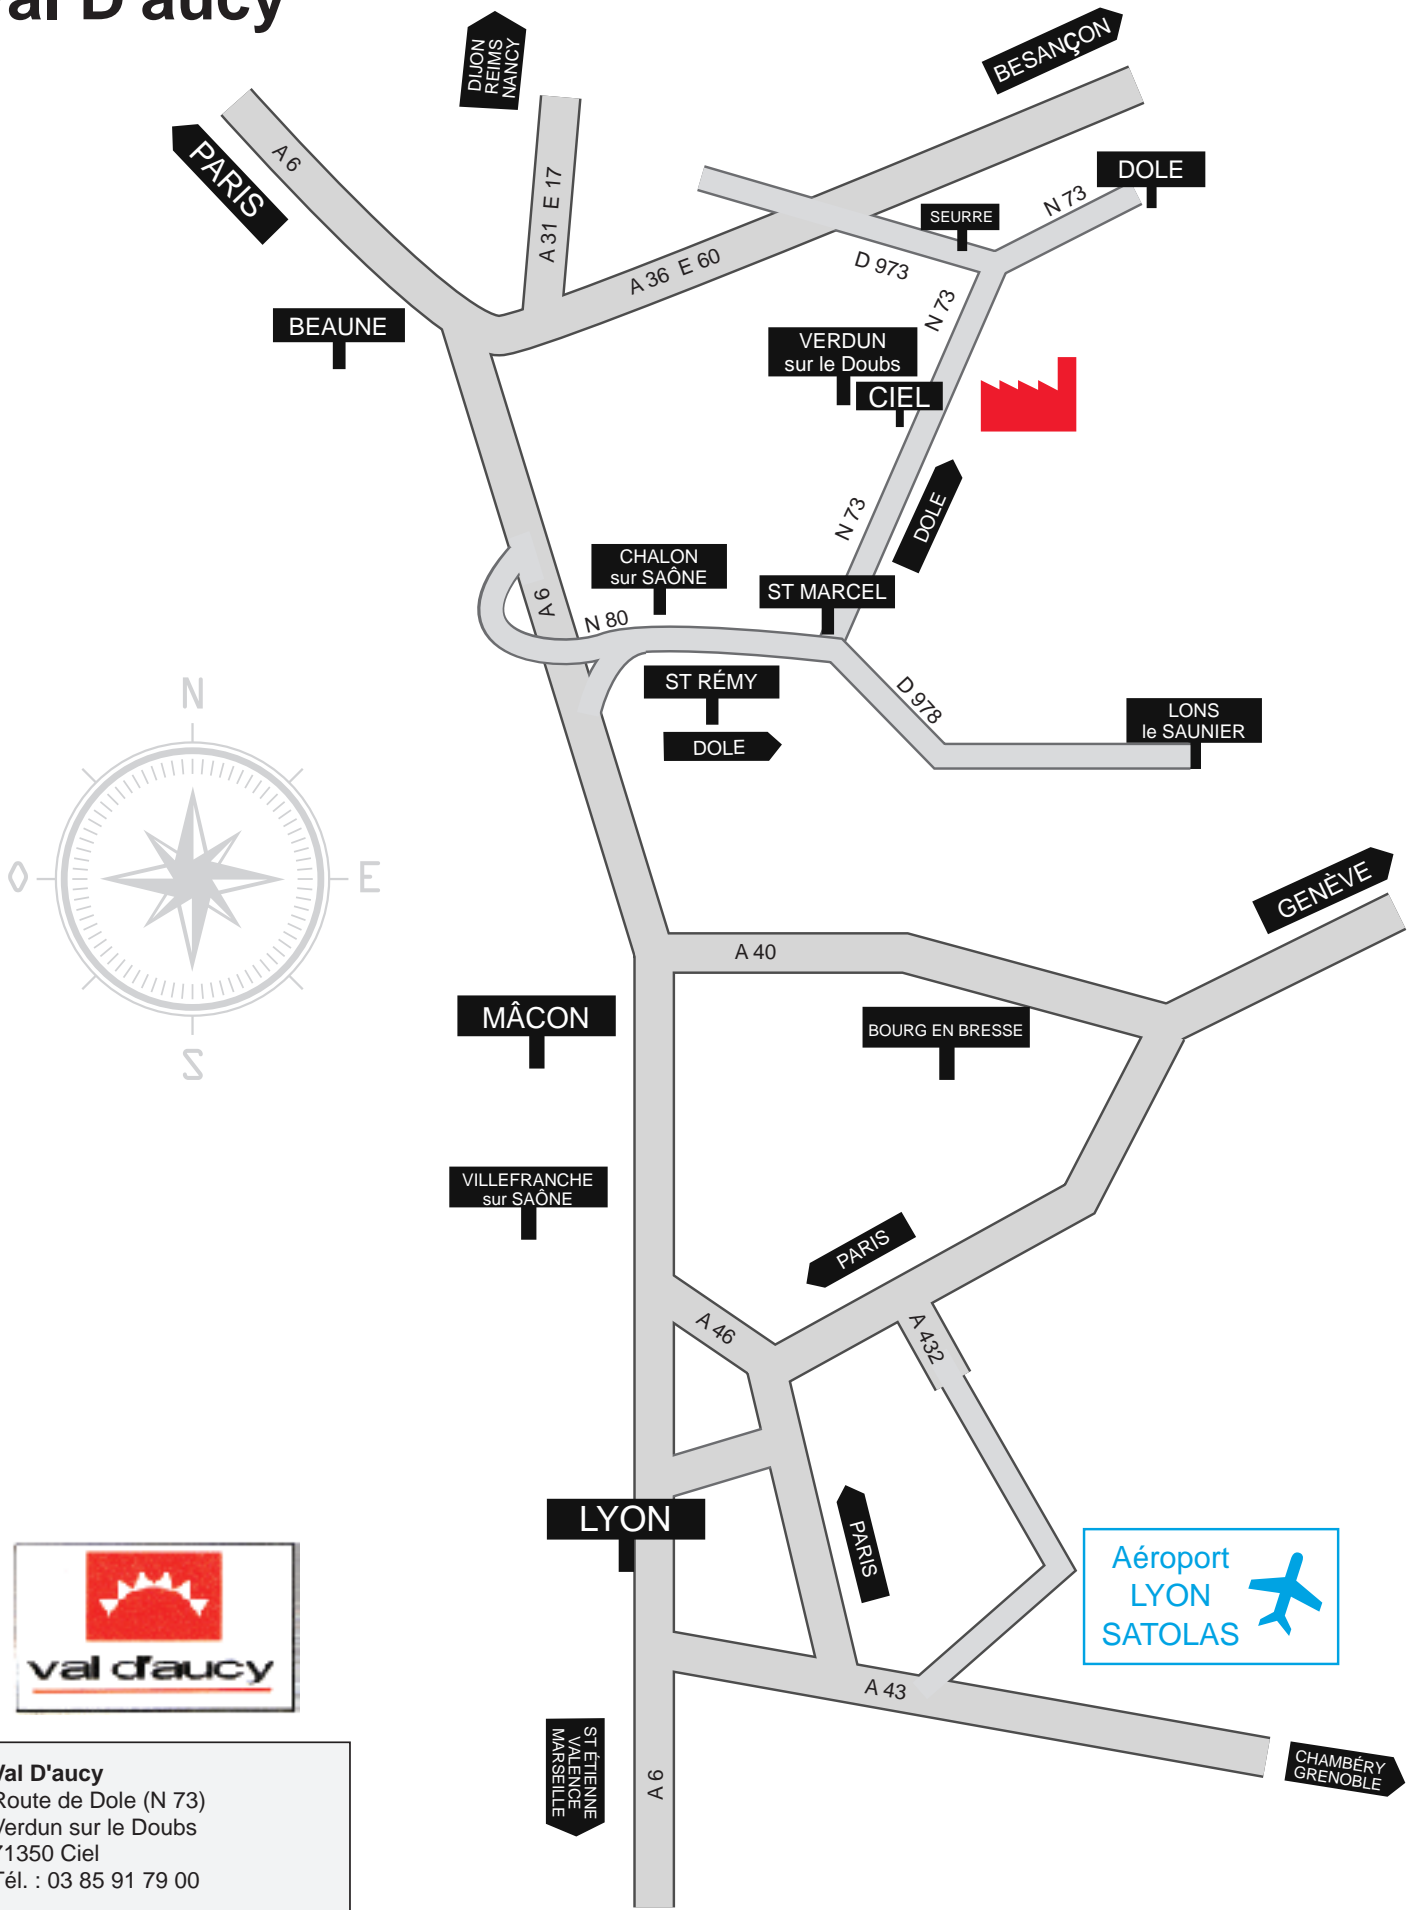 Val D'aucy
DIJON
REIMS
NANCY
BESANÇON
PARIS
A 6
A 31 E 17
A 36 E 60
DOLE
N 73
SEURRE
D 973
N 73
BEAUNE
VERDUN
sur le Doubs
CIEL
N 73
DOLE
CHALON
sur SAÔNE
ST MARCEL
A 6
N 80
ST RÉMY
DOLE
D 978
LONS
le SAUNIER
N
O
E
S
GENÈVE
A 40
MÂCON
BOURG EN BRESSE
VILLEFRANCHE
sur SAÔNE
PARIS
A 46
A 432
LYON
PARIS
Aéroport
LYON
SATOLAS
val d'aucy
A 43
ST ÉTIENNE
VALENCE
MARSEILLE
A 6
CHAMBÉRY
GRENOBLE
Val D'aucy
Route de Dole (N 73)
Verdun sur le Doubs
71350 Ciel
Tél. : 03 85 91 79 00